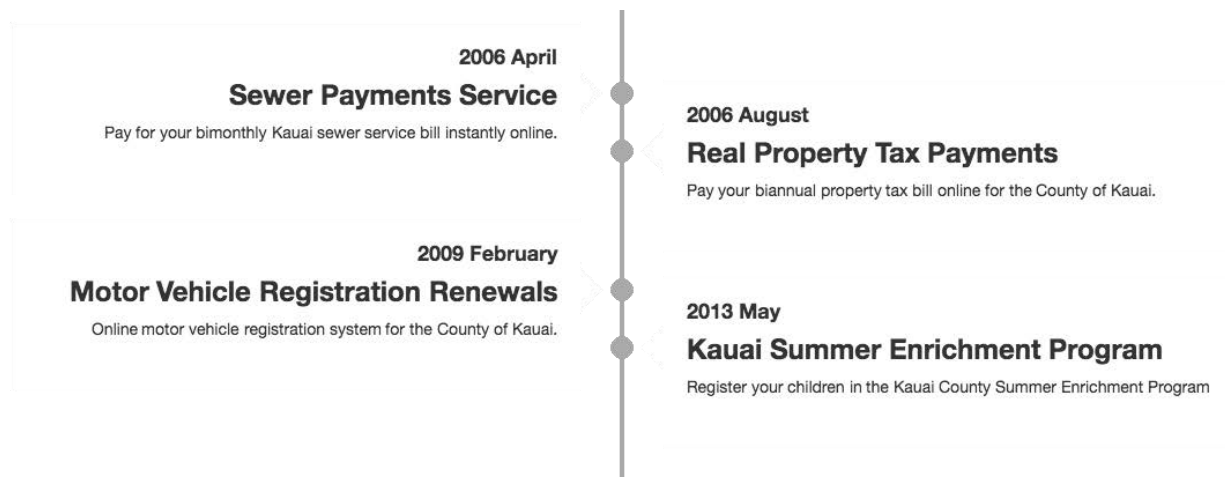 2006 April
Sewer Payments Service
Pay for your bimonthly Kauai sewer service bill instantly online.
2006 August
Real Property Tax Payments
Pay your biannual property tax bill online for the County of Kauai.
2009 February
Motor Vehicle Registration Renewals
Online motor vehicle registration system for the County of Kauai.
2013 May
Kauai Summer Enrichment Program
Register your children in the Kauai County Summer Enrichment Program